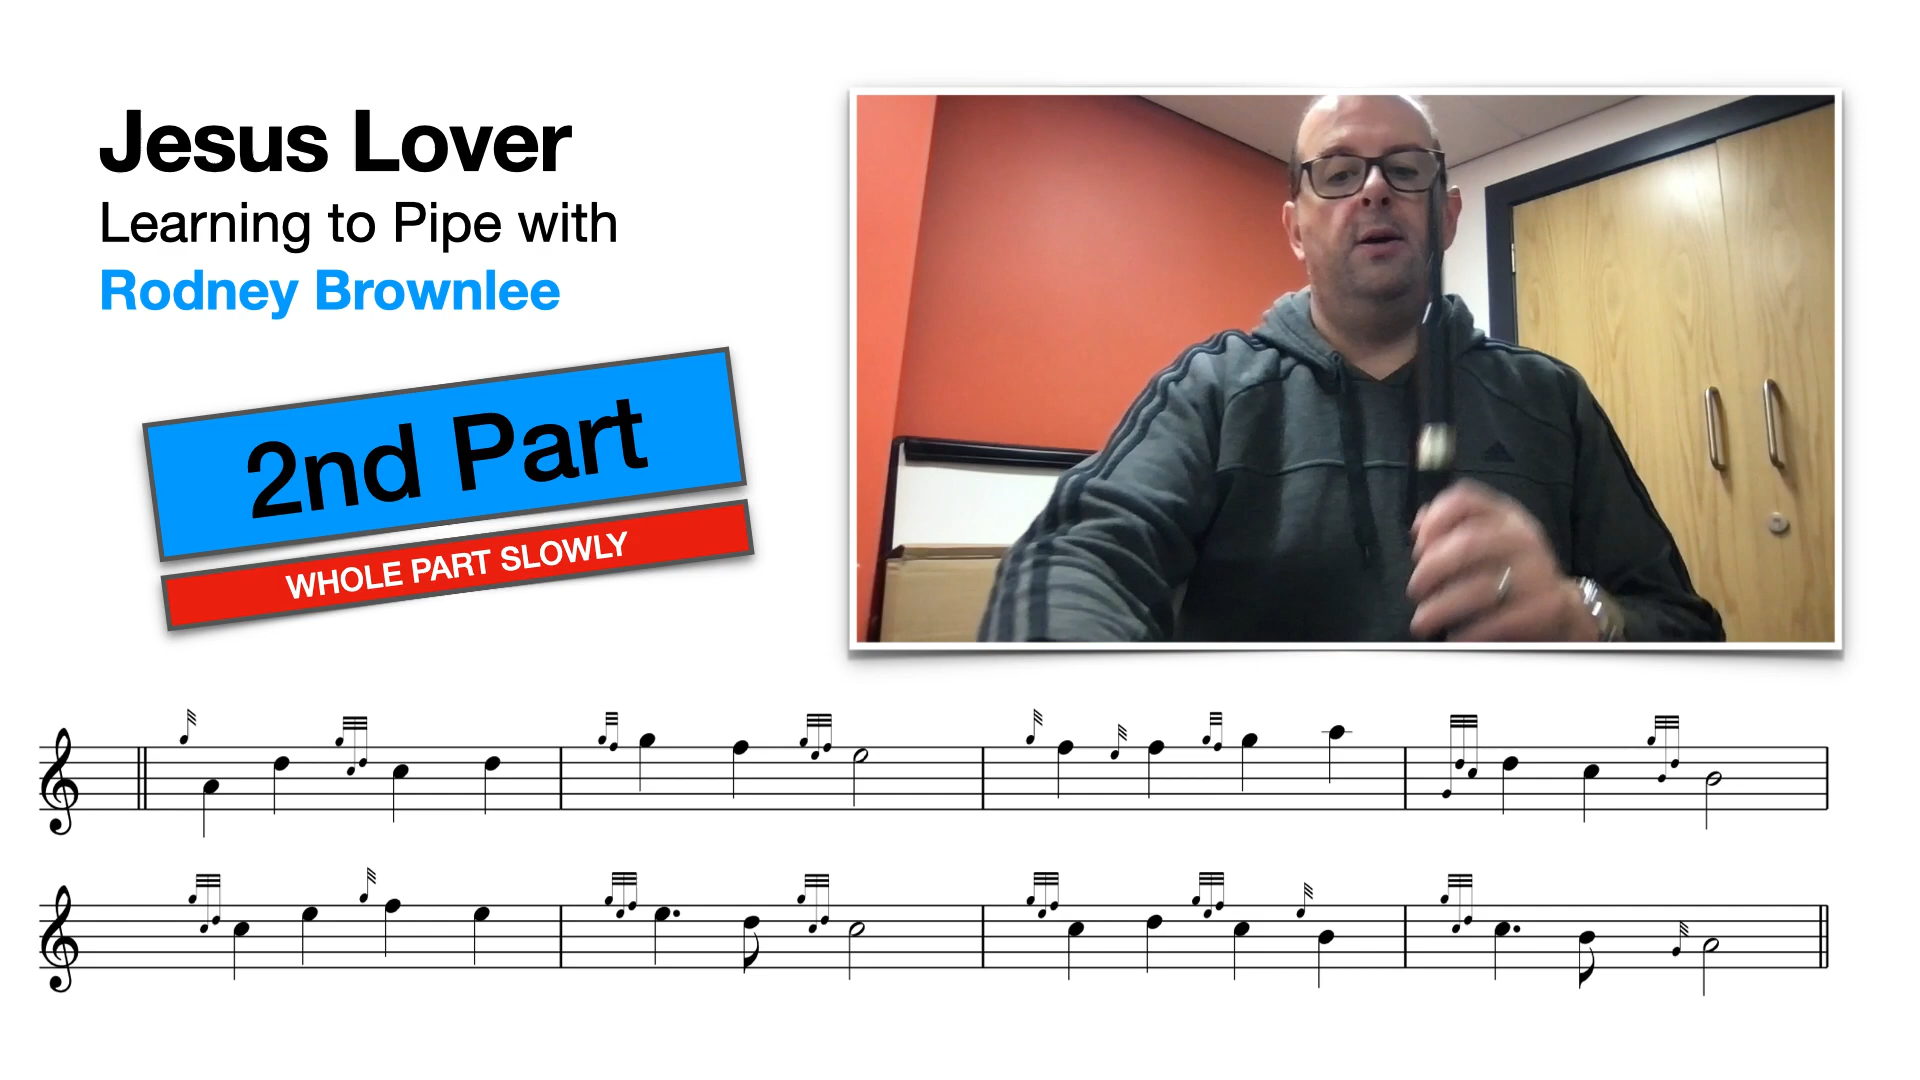 Jesus Lover
Learning to Pipe with
Rodney Brownlee
2nd Part
WHOLE PART SLOWLY